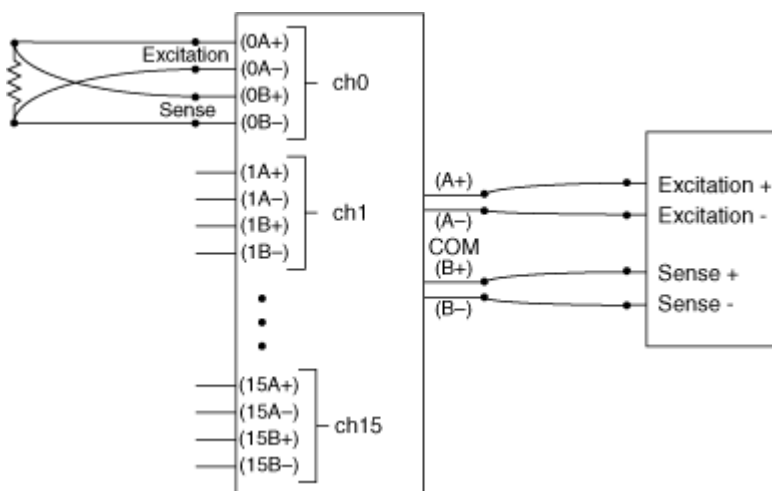 (0A+)
Excitation
(0A–)
ch0
(0B+)
Sense
(0B–)
(1A+)
(1A–)
ch1
(1B+)
(1B–)
(A+)
(A–)
COM
(B+)
(B–)
Excitation +
Excitation -
Sense +
Sense -
(15A+)
(15A–)
ch15
(15B+)
(15B–)